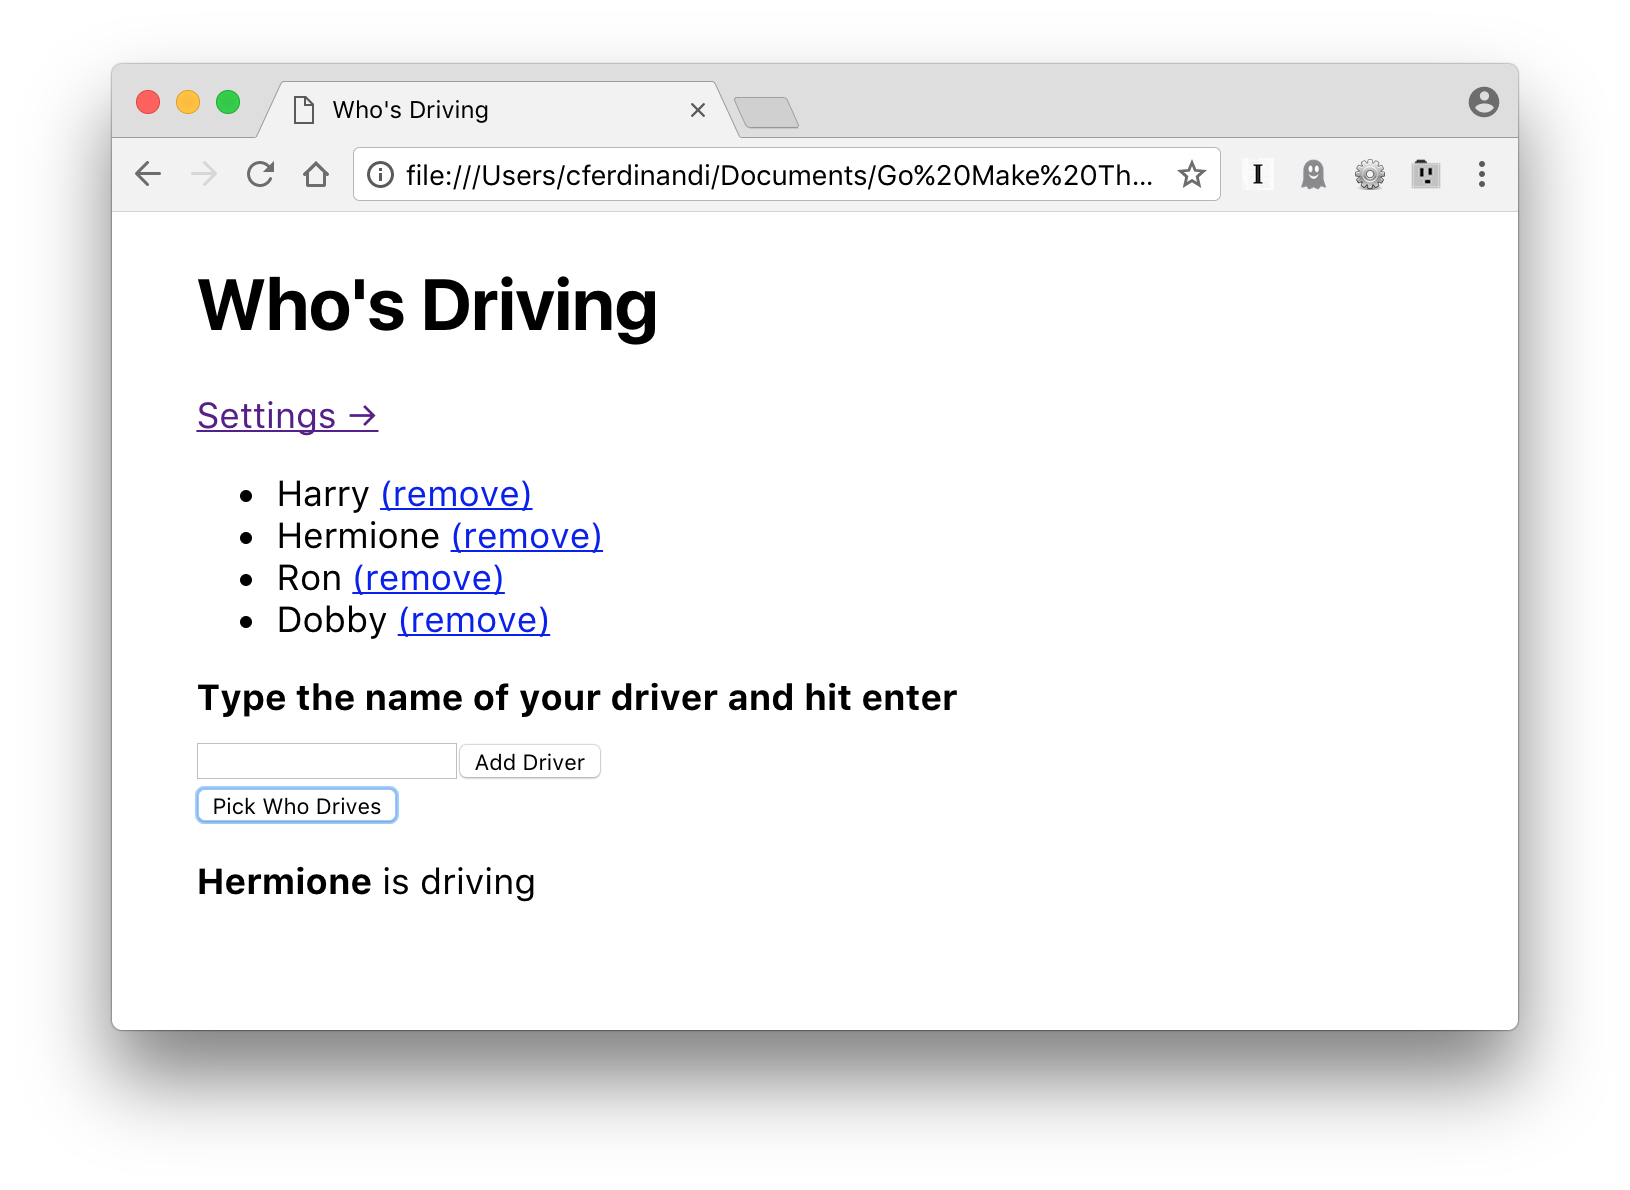 Who's Driving
file:///Users/cferdinandi/Documents/Go%20Make%20Th...
I
Who's Driving
Settings →
Harry (remove)
Hermione (remove)
Ron (remove)
Dobby (remove)
Type the name of your driver and hit enter
Add Driver
Pick Who Drives
Hermione is driving